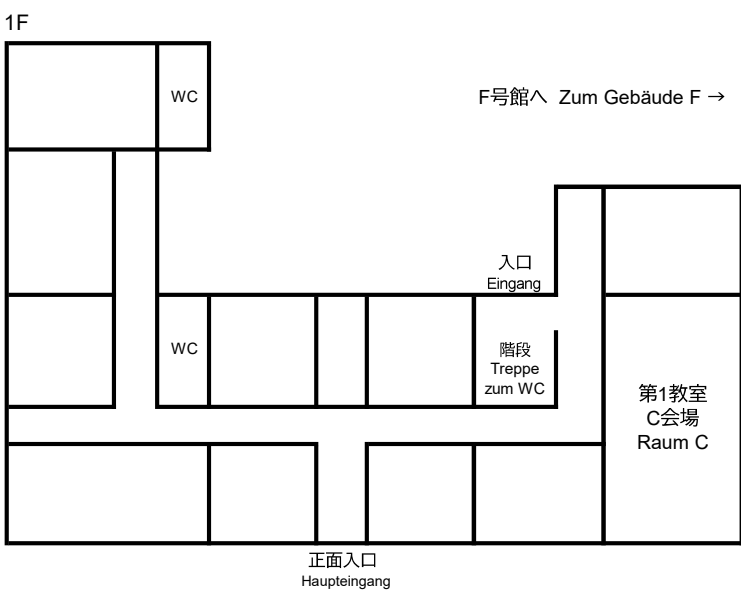 1F
WC
F号館へ Zum Gebäude F →
入口
Eingang
WC
階段
Treppe
zum WC
第1教室
C会場
Raum C
正面入口
Haupteingang